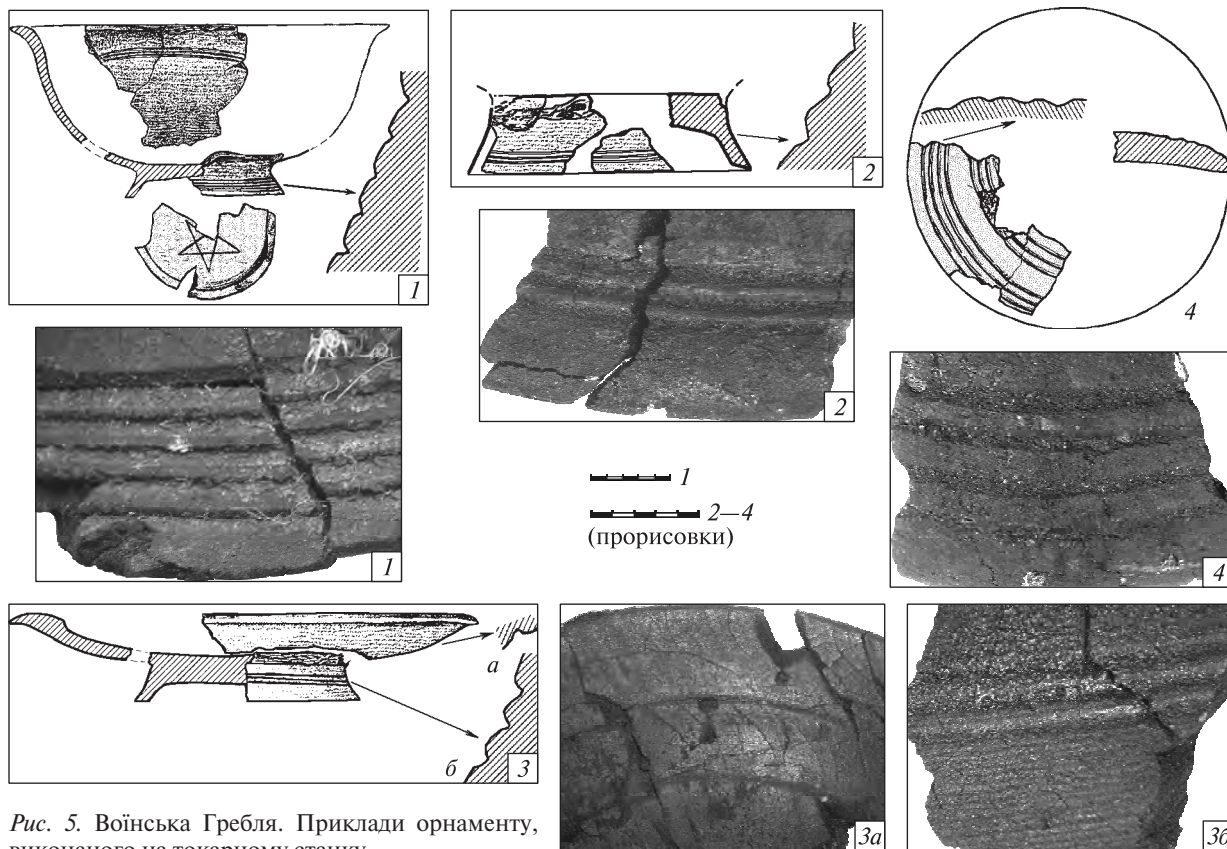 1
2
4
1
2
1
2—4
(прорисовки)
4
а
б
3
3а
3б
Рис. 5. Воїнська Гребля. Приклади орнаменту,
виконаного на токарному станку